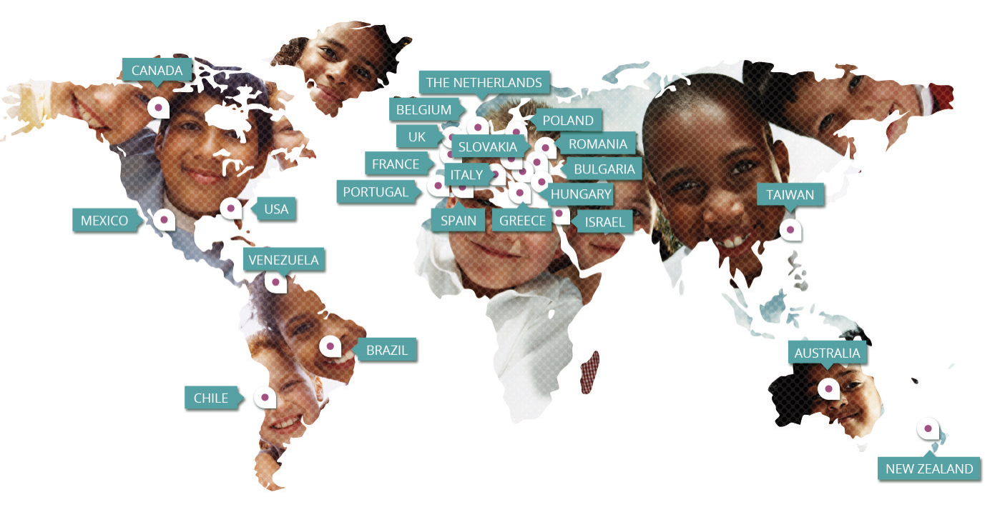 CANADA
THE NETHERLANDS
BELGIUM
POLAND
UK
SLOVAKIA
ROMANIA
FRANCE
ITALY
BULGARIA
PORTUGAL
HUNGARY
TAIWAN
MEXICO
USA
SPAIN
GREECE
ISRAEL
VENEZUELA
BRAZIL
AUSTRALIA
CHILE
NEW ZEALAND